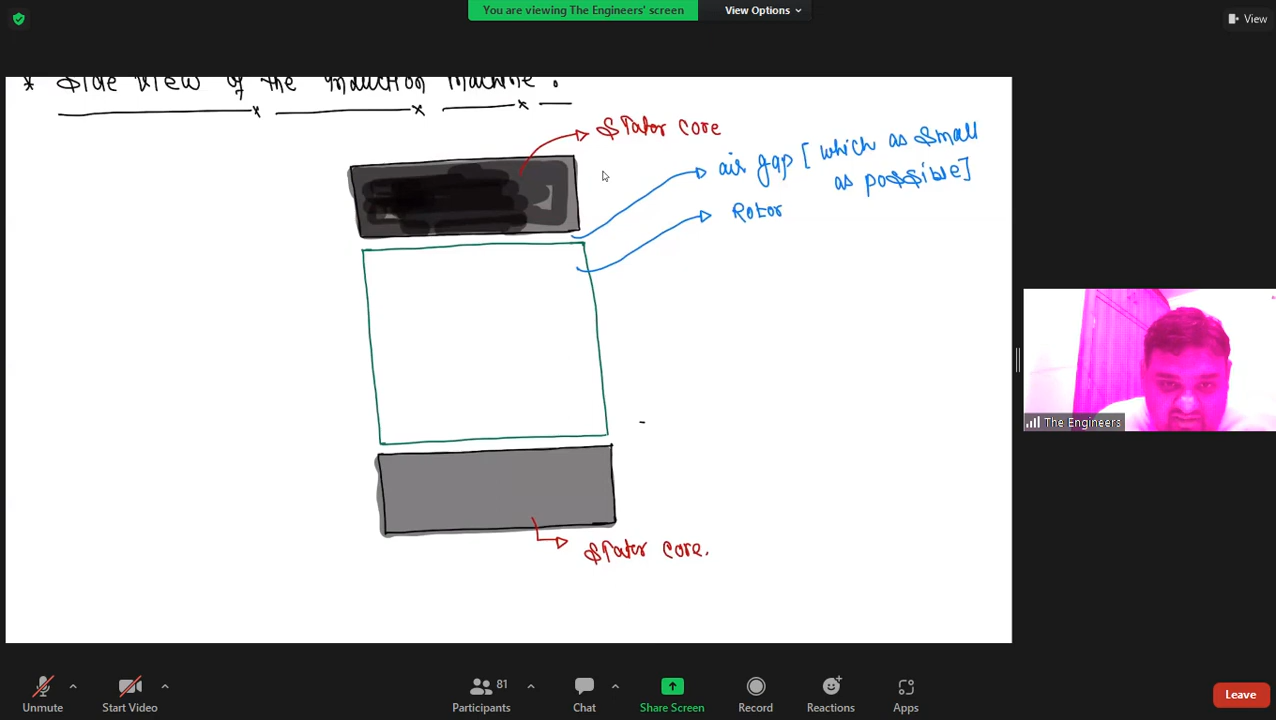 You are viewing The Engineers' screen
View Options
View
* Side view of the Induction Machine.
Stator core
air gap [which as small
as possible]
Rotor
Stator core.
The Engineers
Unmute
Start Video
81
Participants
Chat
Share Screen
Record
Reactions
Apps
Leave